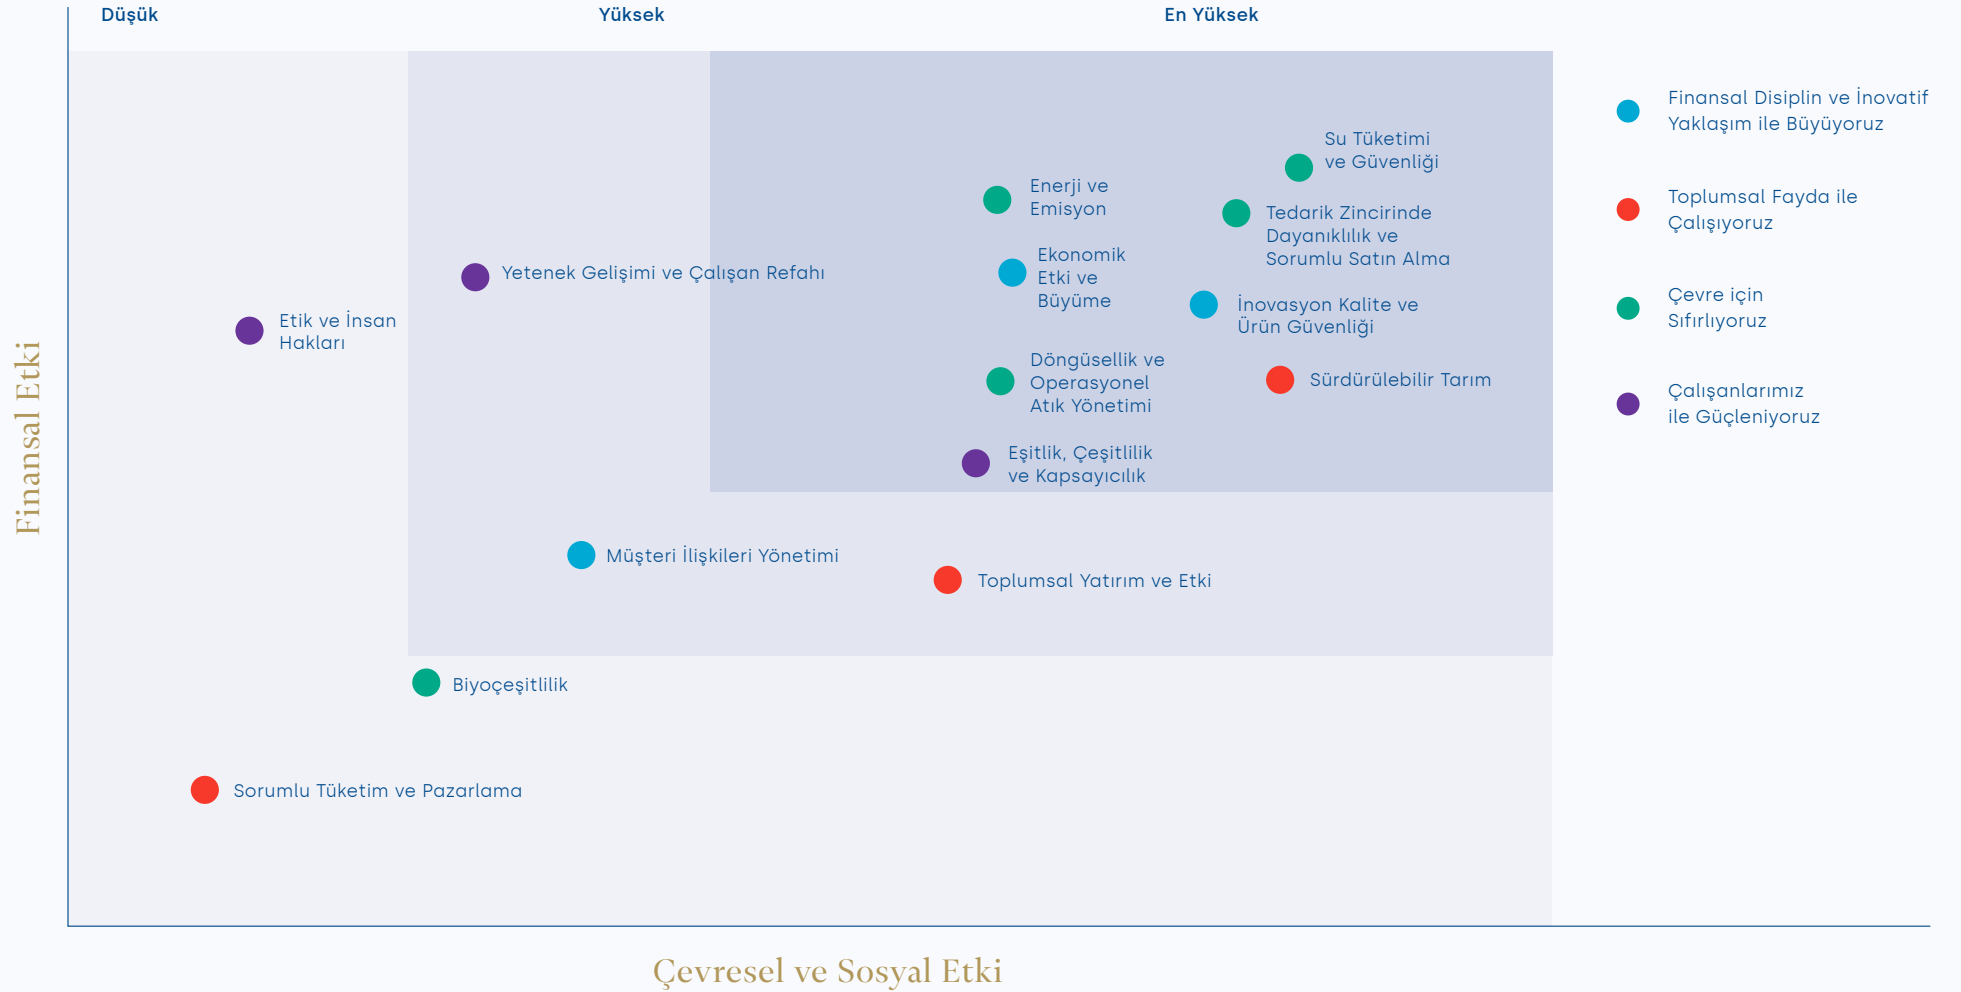 Düşük
Yüksek
En Yüksek
Finansal Etki
Su Tüketimi
ve Güvenliği
Enerji ve
Emisyon
Tedarik Zincirinde
Dayanıklılık ve
Sorumlu Satın Alma
Ekonomik
Etki ve
Büyüme
Yetenek Gelişimi ve Çalışan Refahı
İnovasyon Kalite ve
Ürün Güvenliği
Etik ve İnsan
Hakları
Döngüsellik ve
Operasyonel
Atık Yönetimi
Sürdürülebilir Tarım
Eşitlik, Çeşitlilik
ve Kapsayıcılık
Müşteri İlişkileri Yönetimi
Toplumsal Yatırım ve Etki
Biyoçeşitlilik
Sorumlu Tüketim ve Pazarlama
Çevresel ve Sosyal Etki
Finansal Disiplin ve İnovatif
Yaklaşım ile Büyüyoruz
Toplumsal Fayda ile
Çalışıyoruz
Çevre için
Sıfırlıyoruz
Çalışanlarımız
ile Güçleniyoruz